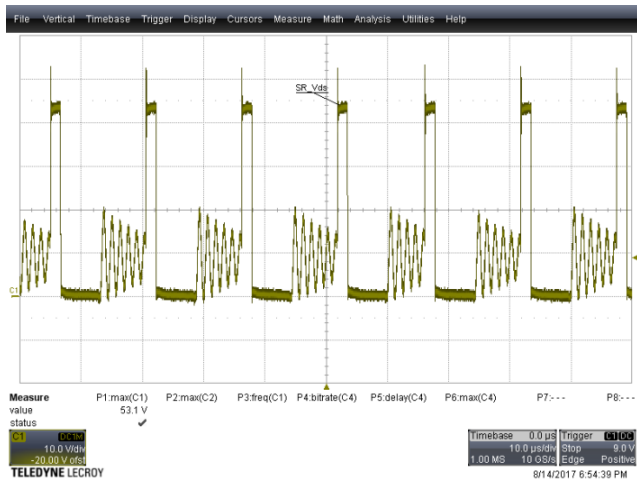 File Vertical Timebase Trigger Display Cursors Measure Math Analysis Utilities Help
SR_Vds
C1
Measure P1:max(C1) P2:max(C2) P3:freq(C1) P4:bitrate(C4) P5:delay(C4) P6:max(C4) P7:--- P8:---
value 53.1 V
status ✔
C1 DC1M
10.0 V/div
-20.00 V ofst
Timebase 0.0 µs
10.0 µs/div
1.00 MS 10 GS/s
Trigger C1 DC
Stop 9.0 V
Edge Positive
TELEDYNE LECROY
8/14/2017 6:54:39 PM